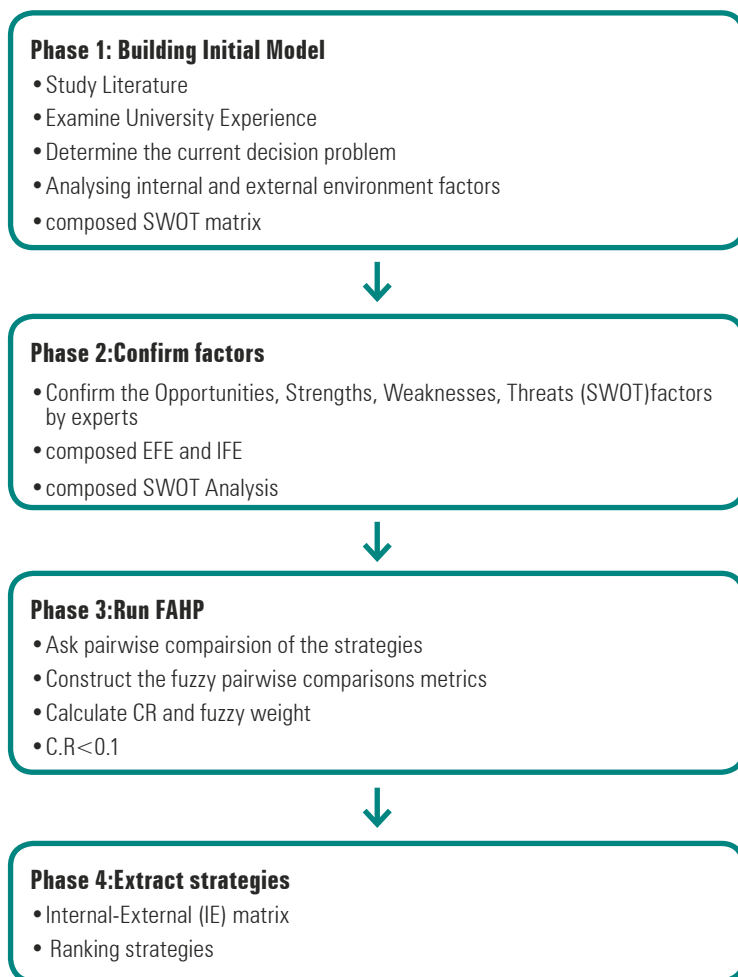 Phase 1: Building Initial Model
• Study Literature
• Examine University Experience
• Determine the current decision problem
• Analysing internal and external environment factors
• composed SWOT matrix
Phase 2:Confirm factors
• Confirm the Opportunities, Strengths, Weaknesses, Threats (SWOT)factors
by experts
• composed EFE and IFE
• composed SWOT Analysis
Phase 3:Run FAHP
• Ask pairwise compairsion of the strategies
• Construct the fuzzy pairwise comparisons metrics
• Calculate CR and fuzzy weight
• C.R<0.1
Phase 4:Extract strategies
• Internal-External (IE) matrix
• Ranking strategies